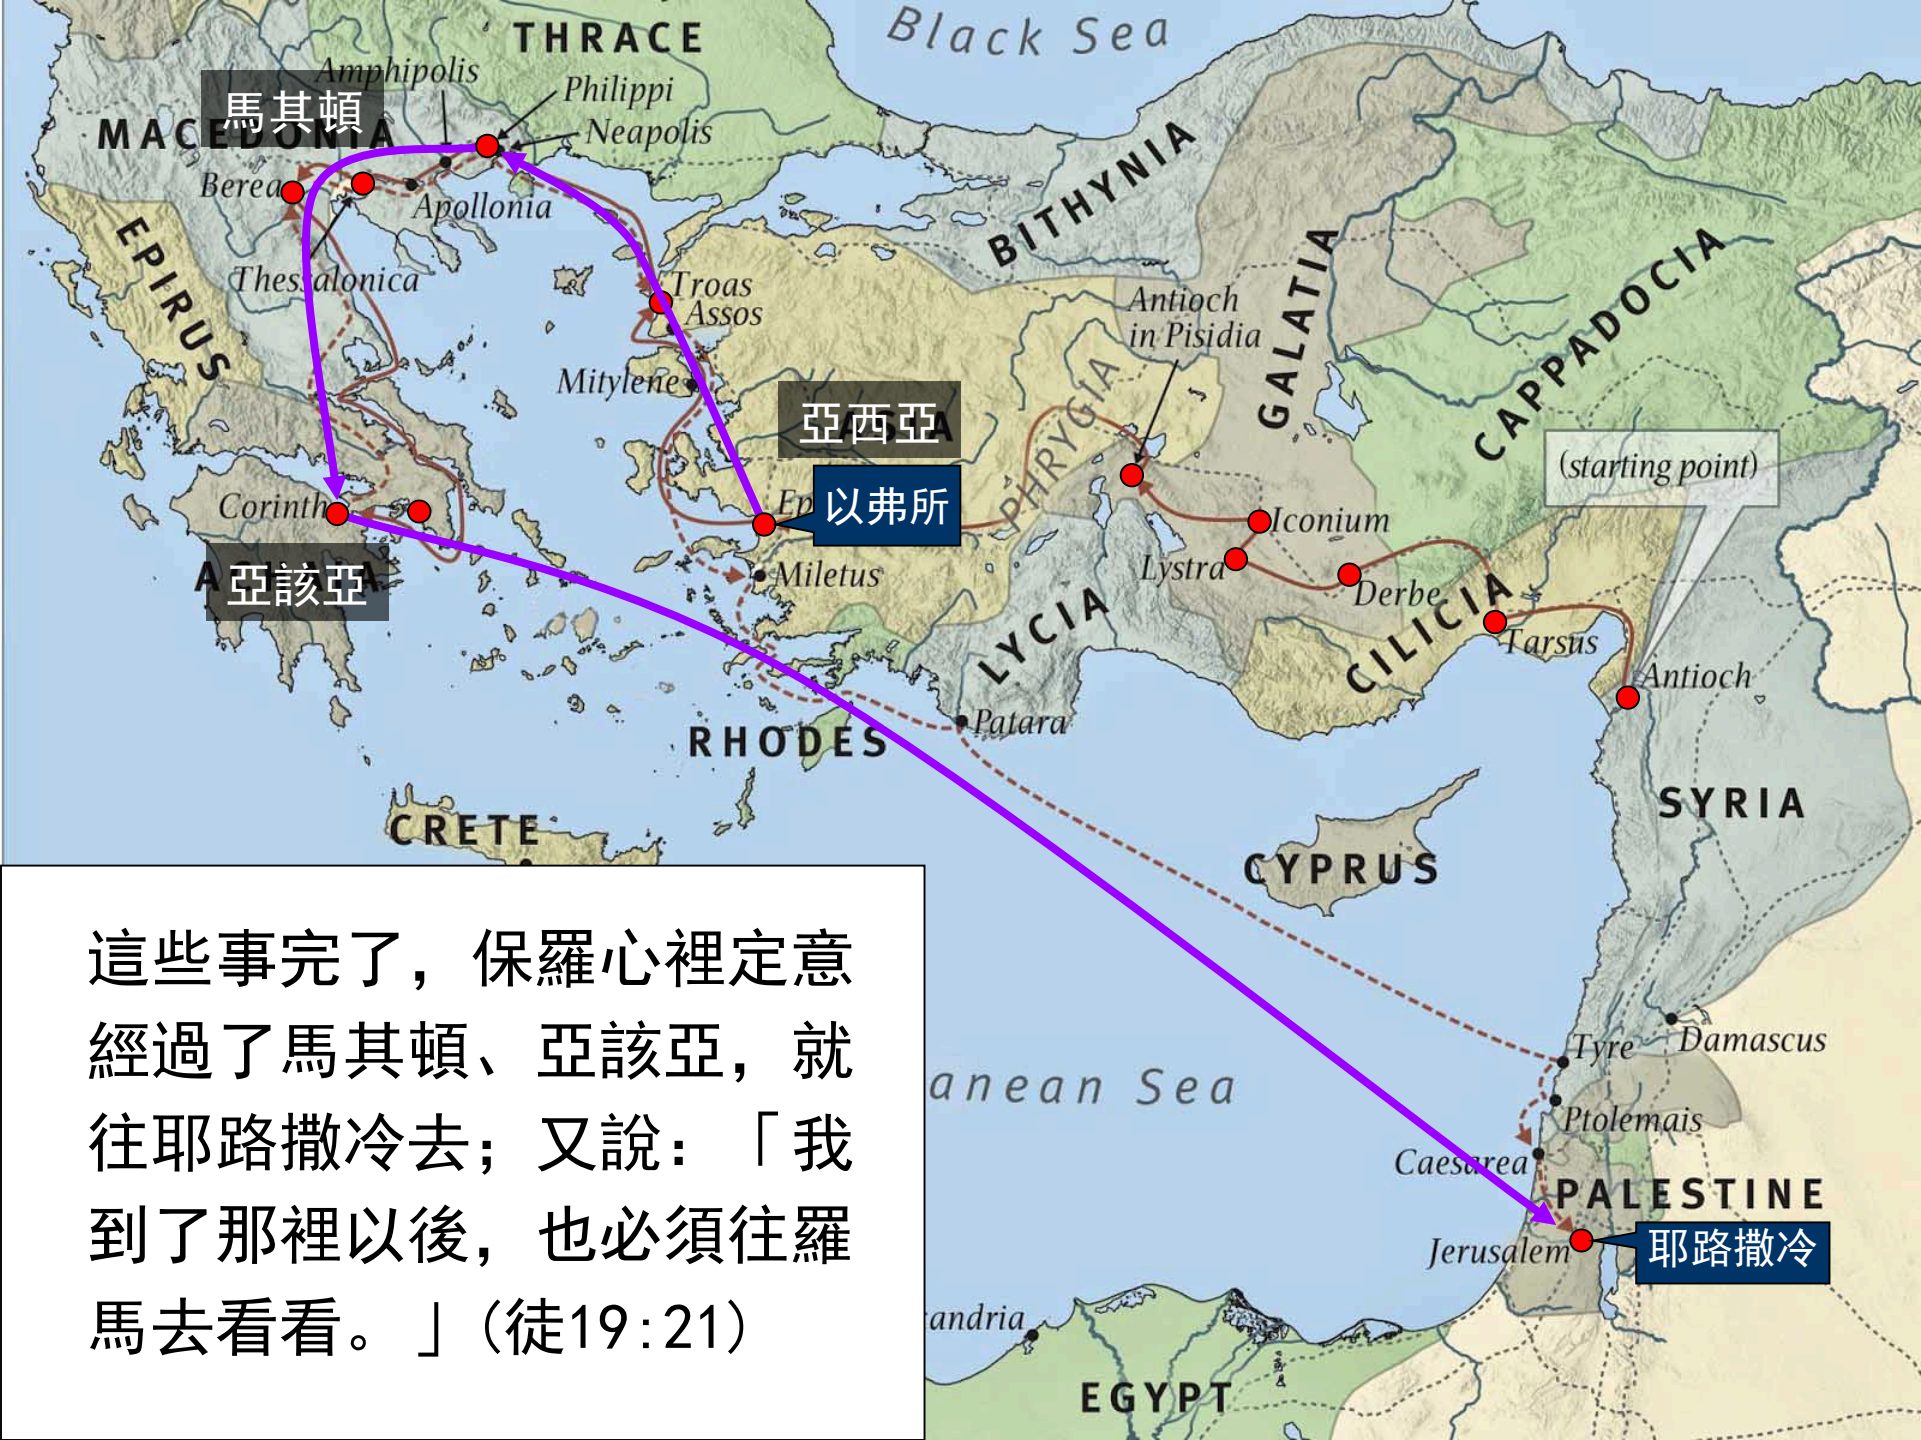 Black Sea
THRACE
Amphipolis
Philippi
馬其頓
MACEDONIA
Neapolis
BITHYNIA
Berea
Apollonia
EPIRUS
GALATIA
CAPPADOCIA
Thessalonica
Troas
Assos
Antioch
in Pisidia
Mitylene
PHRYGIA
亞西亞
(starting point)
Corinth
以弗所
Iconium
亞該亞
Miletus
Lystra
Derbe
LYCIA
CILICIA
Tarsus
Antioch
Patara
RHODES
SYRIA
CRETE
CYPRUS
這些事完了，保羅心裡定意
經過了馬其頓、亞該亞，就
往耶路撒冷去；又說：「我
到了那裡以後，也必須往羅
馬去看看。」(徒19:21)
Tyre
Damascus
anean Sea
Ptolemais
Caesarea
PALESTINE
Jerusalem
耶路撒冷
andria
EGYPT